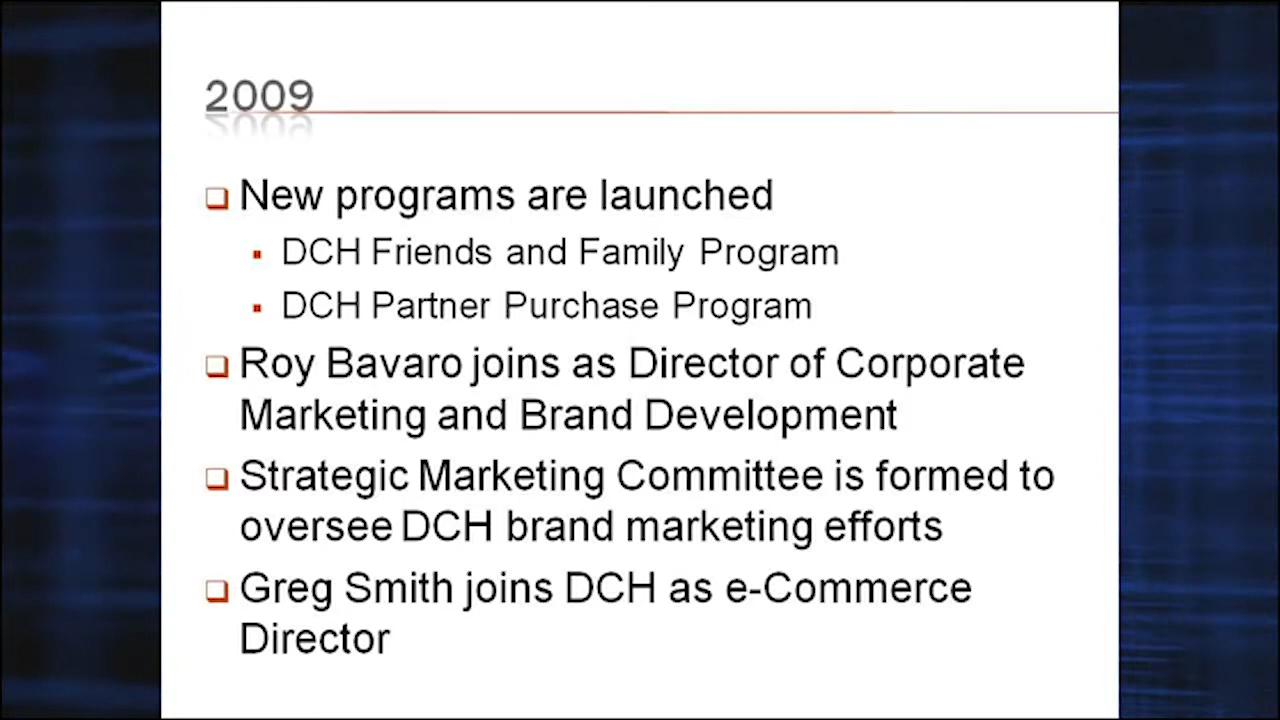 2009
New programs are launched
DCH Friends and Family Program
DCH Partner Purchase Program
Roy Bavaro joins as Director of Corporate
Marketing and Brand Development
Strategic Marketing Committee is formed to
oversee DCH brand marketing efforts
Greg Smith joins DCH as e-Commerce
Director